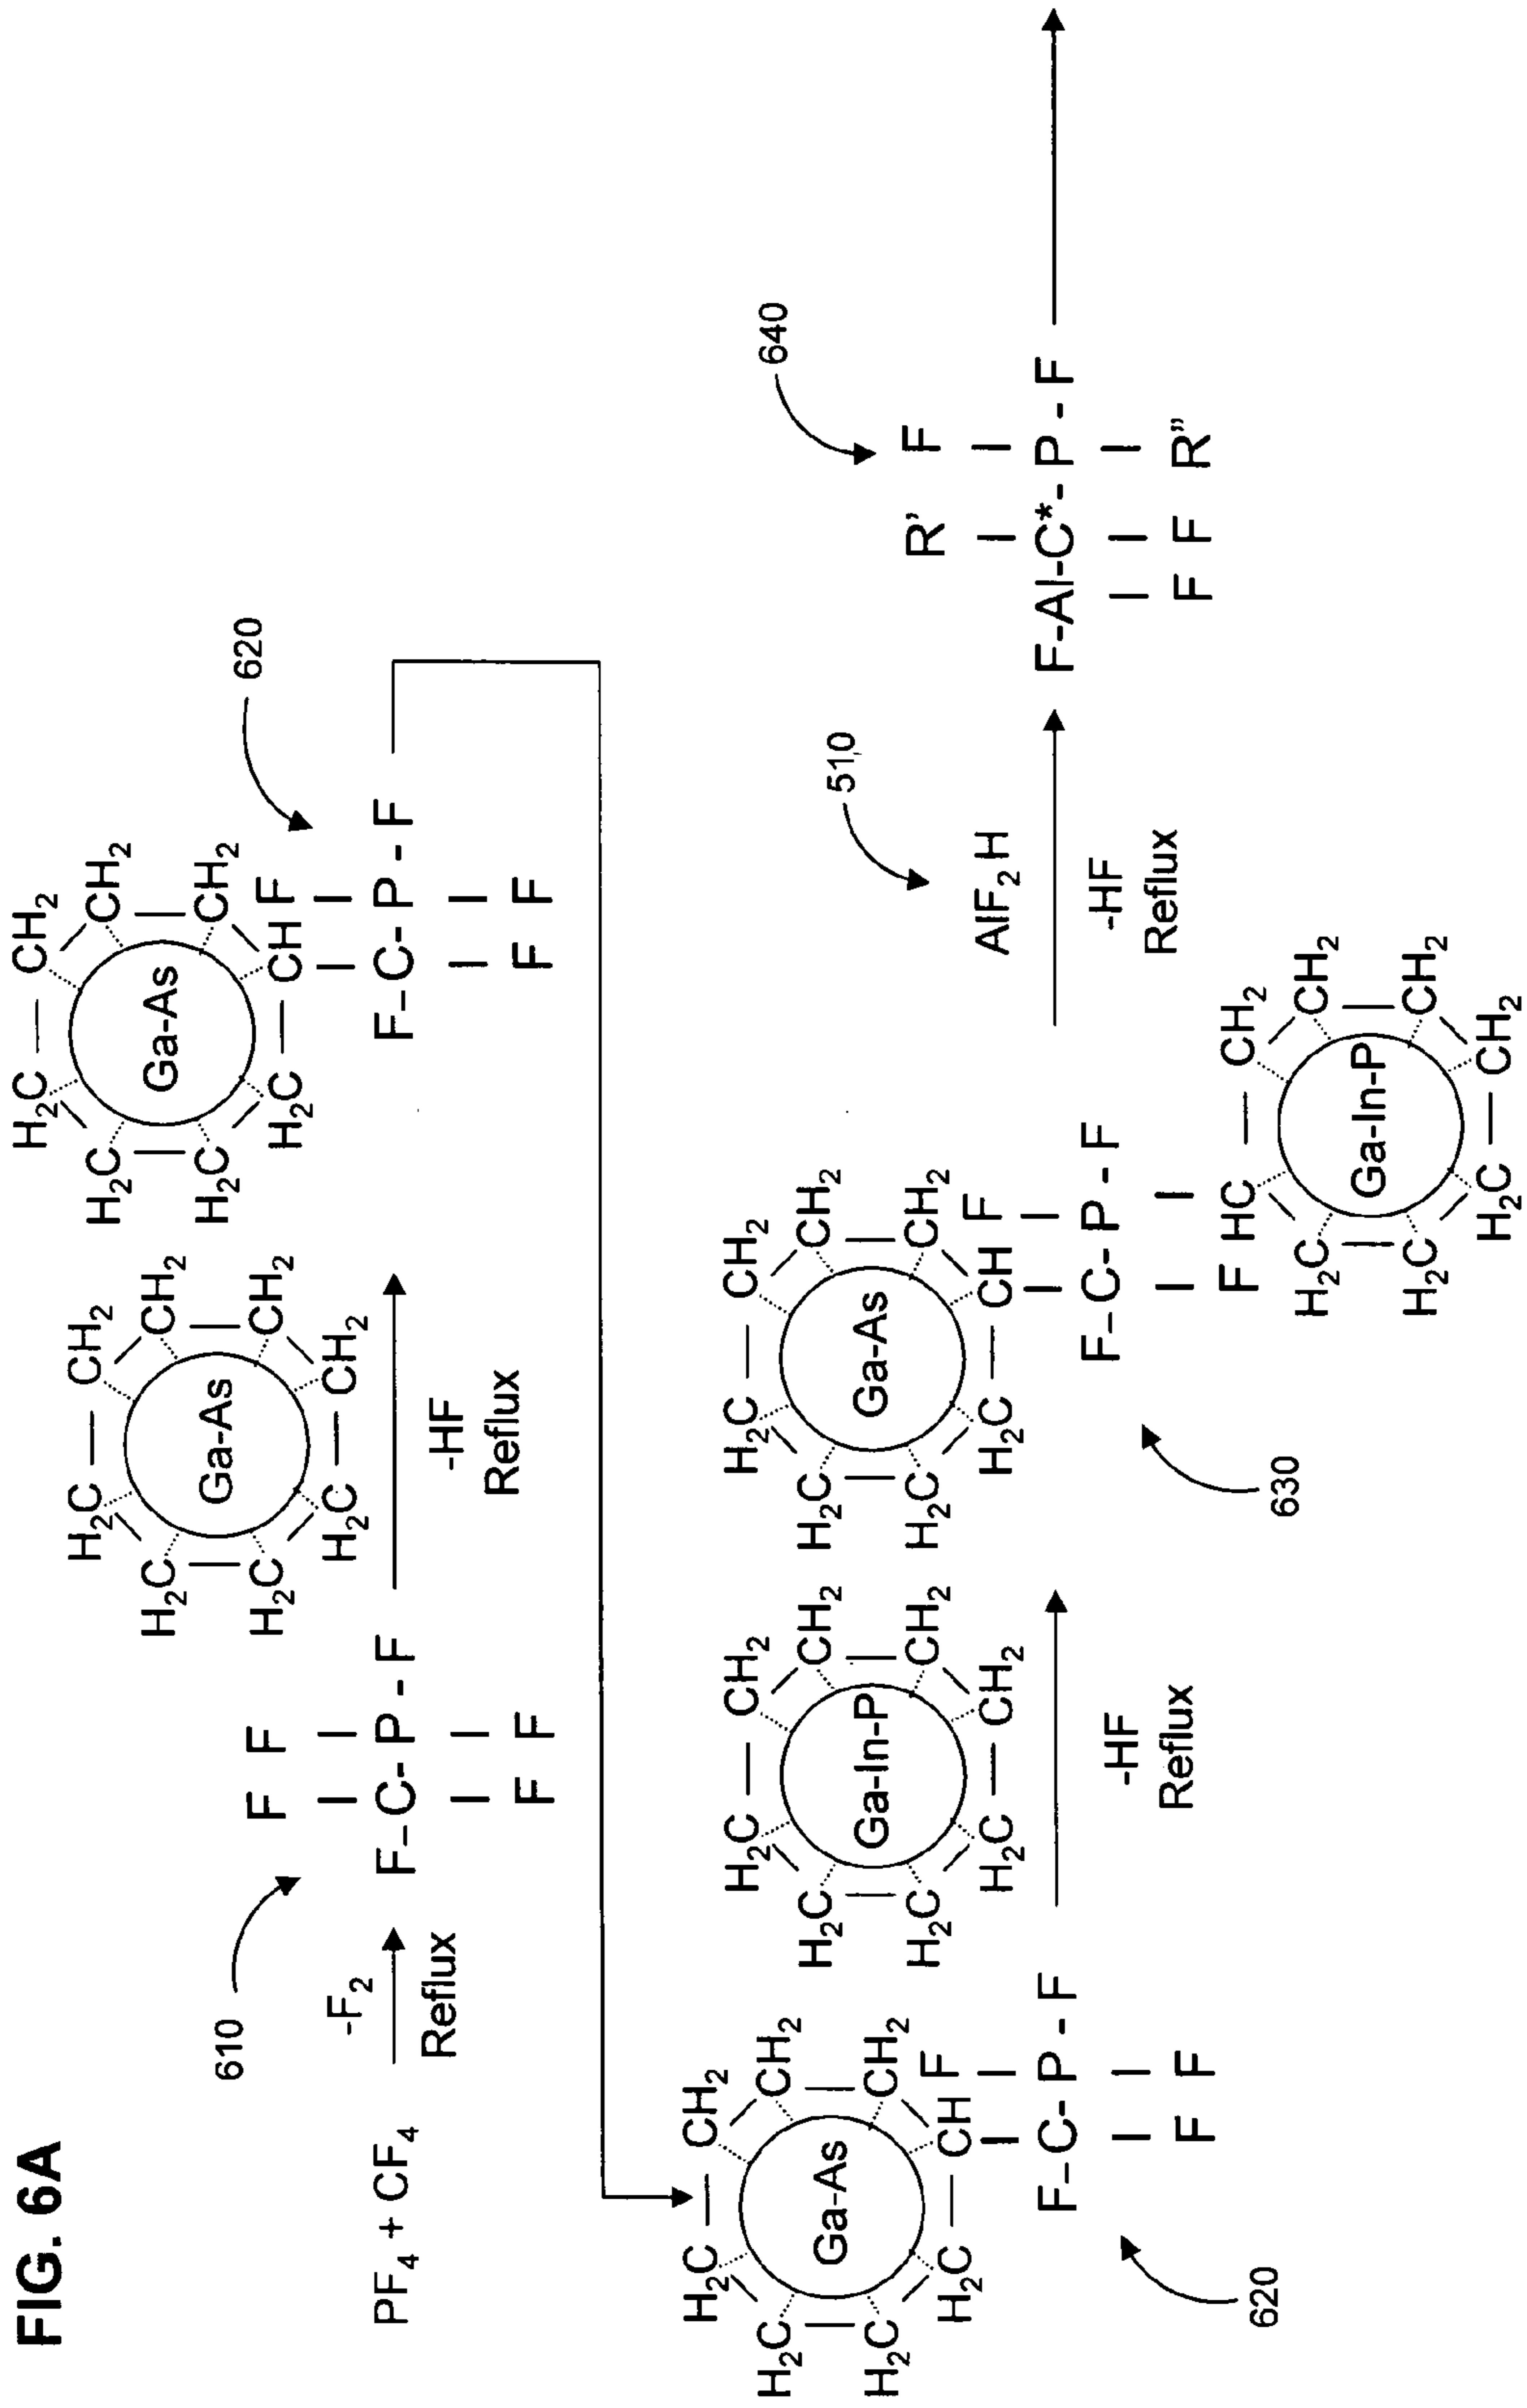 FIG. 6A
610
620
PF₄ + CF₄
-F₂
Reflux
F F
F–C-P-F
F F
H₂C CH₂
H₂C CH₂
Ga-As
H₂C CH₂
H₂C CH₂
-HF
Reflux
H₂C CH₂
H₂C CH₂
Ga-As
H₂C CH₂
H₂C CH F
F–C-P-F
F F
H₂C CH₂
H₂C CH₂
Ga-As
H₂C CH₂
H₂C CH F
F–C-P-F
F F
620
H₂C CH₂
H₂C CH₂
Ga-In-P
H₂C CH₂
H₂C CH₂
-HF
Reflux
H₂C CH₂
H₂C CH₂
Ga-As
H₂C CH₂
H₂C CH F
F–C-P-F
F HC CH₂
H₂C CH₂
Ga-In-P
H₂C CH₂
H₂C CH₂
630
510
AlF₂H
-HF
Reflux
640
R' F
F-Al-C*-P-F
F F R"